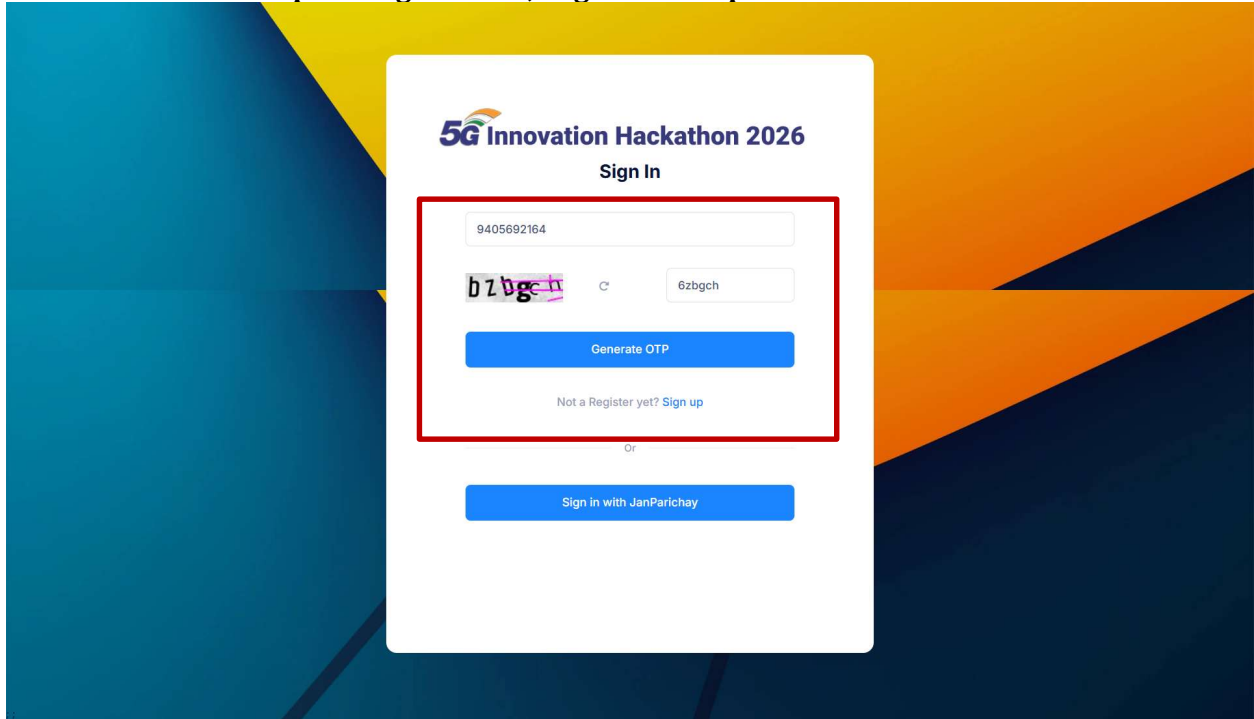 5G Innovation Hackathon 2026
Sign In
9405692164
bzbgch 6zbgch
Generate OTP
Not a Register yet? Sign up
Or
Sign in with JanParichay